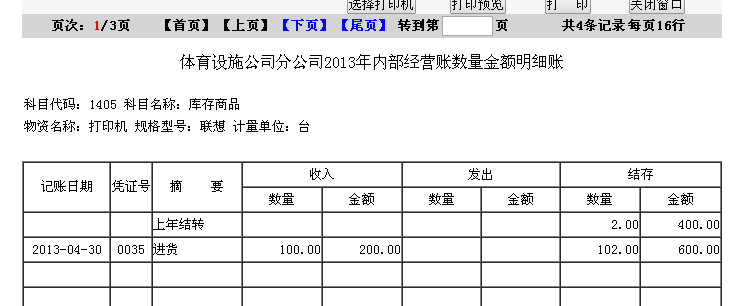 选择打印机 打印预览 打 印 关闭窗口
页次：1/3页 【首页】【上页】【下页】【尾页】 转到第 页 共4条记录 每页16行
体育设施公司分公司2013年内部经营账数量金额明细账
科目代码：1405 科目名称：库存商品
物资名称：打印机 规格型号：联想 计量单位：台
记账日期 凭证号 摘 要 收入 发出 结存
数量 金额 数量 金额
上年结转 2.00 400.00
2013-04-30 0035 进货 100.00 200.00 102.00 600.00